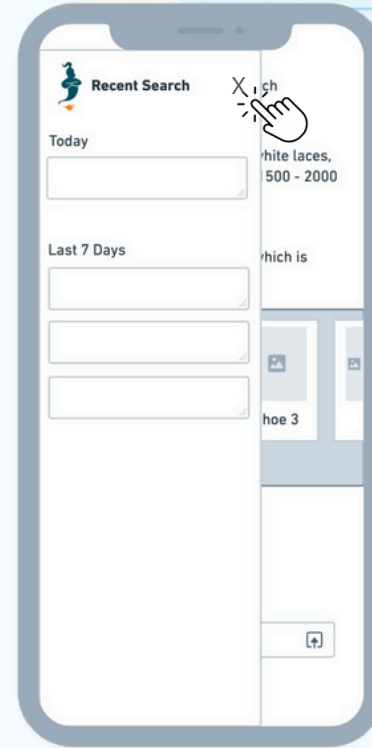 Recent Search
X
ch
Today
hite laces,
500 - 2000
Last 7 Days
hich is
hoe 3